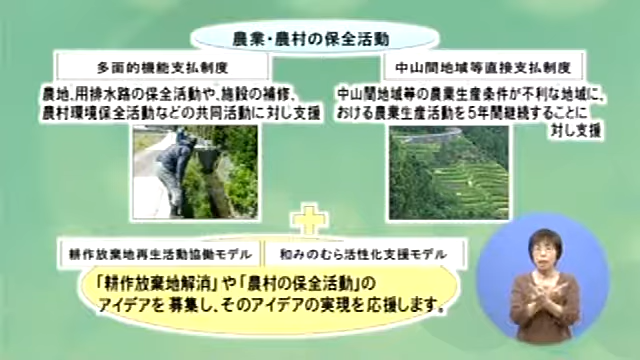 農業・農村の保全活動
多面的機能支払制度
農地、用排水路の保全活動や、施設の補修、
農村環境保全活動などの共同活動に対し支援
中山間地域等直接支払制度
中山間地域等の農業生産条件が不利な地域に、
おける農業生産活動を5年間継続することに
対し支援
+
耕作放棄地再生活動協働モデル
和みのむら活性化支援モデル
「耕作放棄地解消」や「農村の保全活動」の
アイデアを募集し、そのアイデアの実現を応援します。